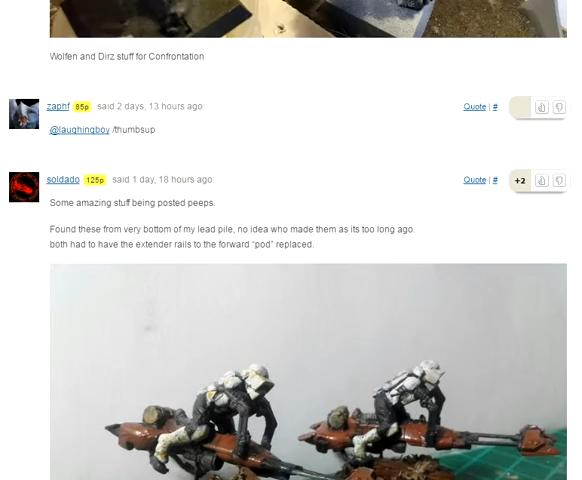 Wolfen and Dirz stuff for Confrontation
zaphf 85p said 2 days, 13 hours ago:
Quote | #
@laughingboy /thumbsup
soldado 125p said 1 day, 18 hours ago:
Quote | # +2
Some amazing stuff being posted peeps.
Found these from very bottom of my lead pile, no idea who made them as its too long ago.
both had to have the extender rails to the forward "pod" replaced.